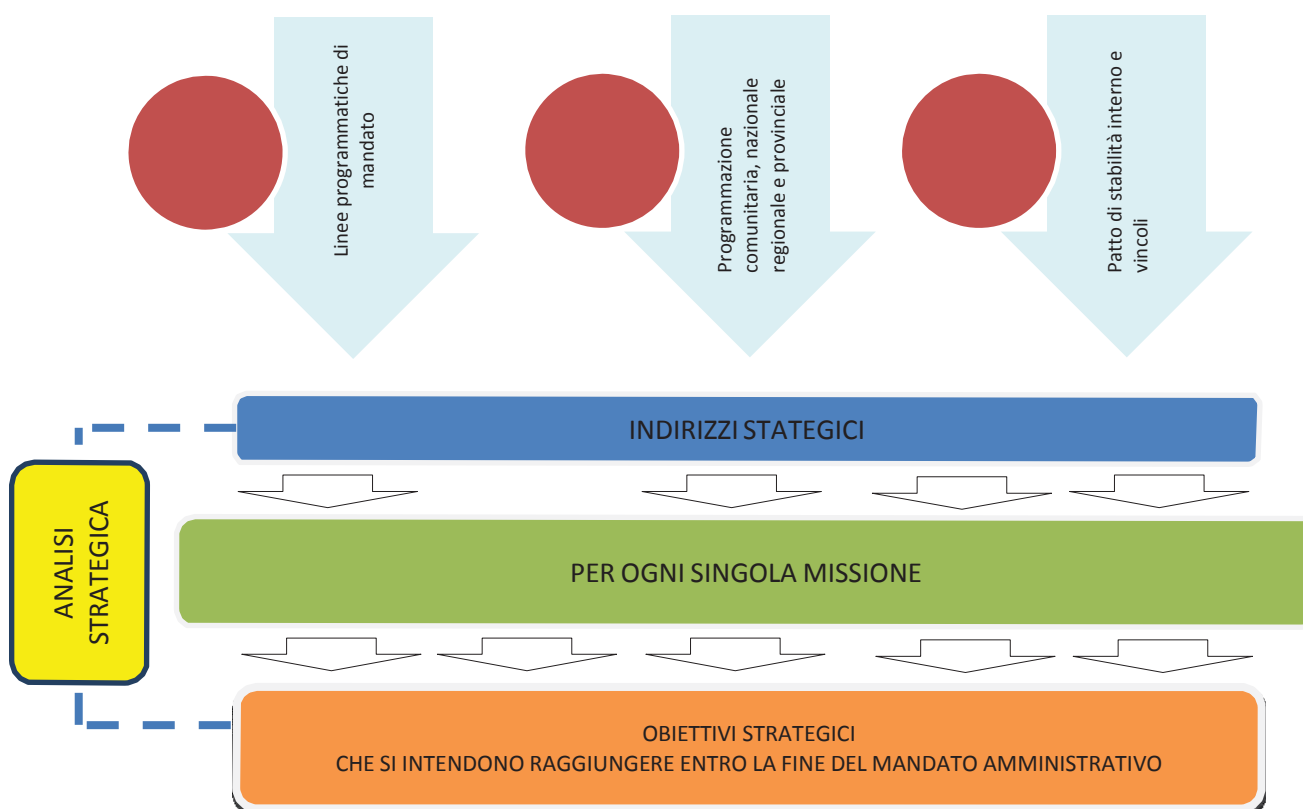 Linee programmatiche di
mandato
Programmazione
comunitaria, nazionale
regionale e provinciale
Patto di stabilità interno e
vincoli
INDIRIZZI STATEGICI
ANALISI
STRATEGICA
PER OGNI SINGOLA MISSIONE
OBIETTIVI STRATEGICI
CHE SI INTENDONO RAGGIUNGERE ENTRO LA FINE DEL MANDATO AMMINISTRATIVO